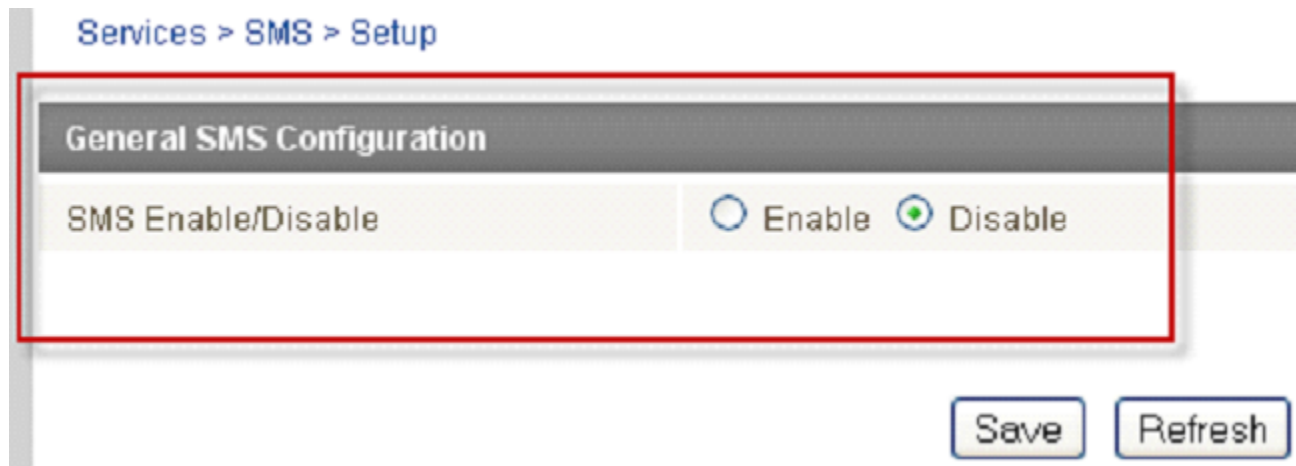 Services > SMS > Setup
General SMS Configuration
SMS Enable/Disable Enable Disable
Save Refresh